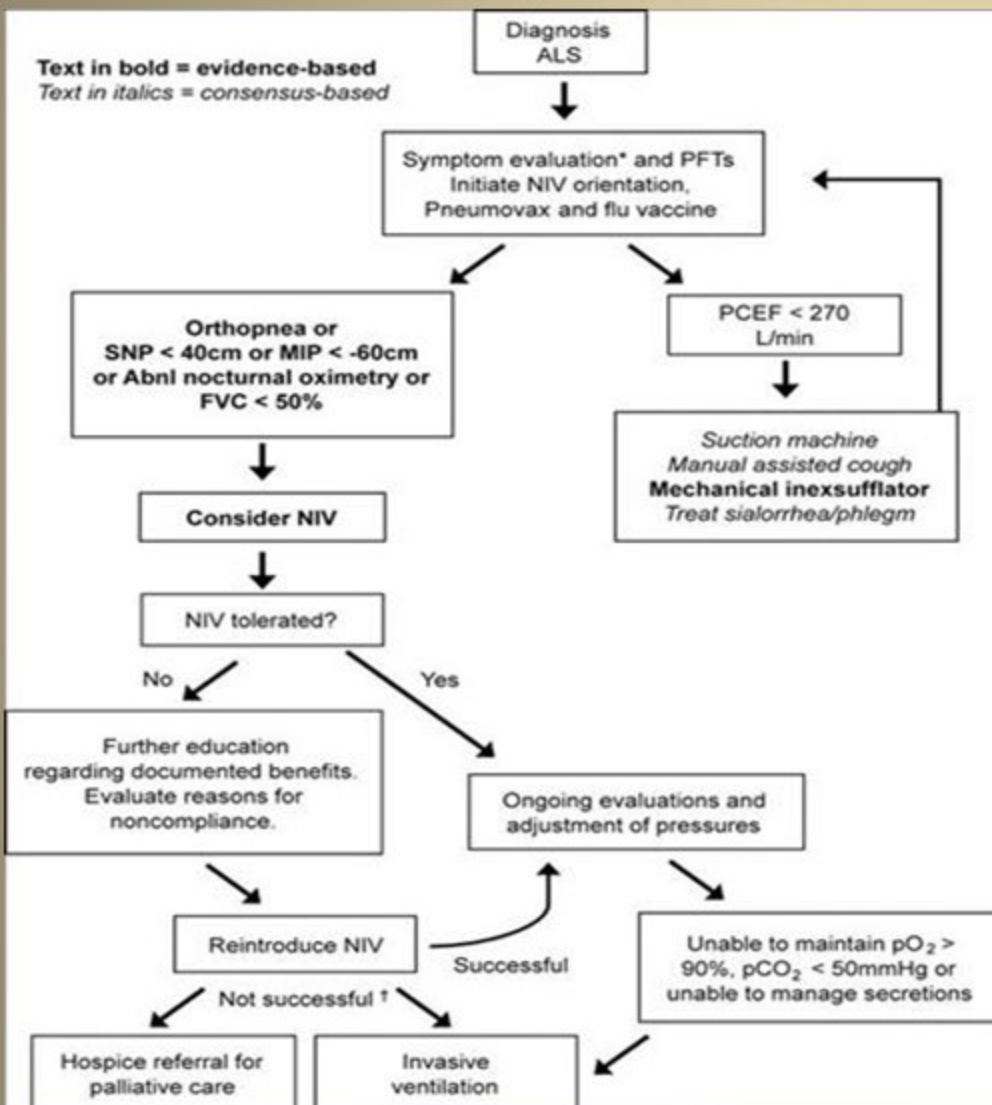 Diagnosis
ALS
Text in bold = evidence-based
Text in italics = consensus-based
Symptom evaluation* and PFTs
Initiate NIV orientation,
Pneumovax and flu vaccine
Orthopnea or
SNP < 40cm or MIP < -60cm
or Abnl nocturnal oximetry or
FVC < 50%
PCEF < 270
L/min
Suction machine
Manual assisted cough
Mechanical inexsufflator
Treat sialorrhea/phlegm
Consider NIV
NIV tolerated?
No
Yes
Further education
regarding documented benefits.
Evaluate reasons for
noncompliance.
Ongoing evaluations and
adjustment of pressures
Reintroduce NIV
Successful
Unable to maintain pO₂ >
90%, pCO₂ < 50mmHg or
unable to manage secretions
Not successful †
Hospice referral for
palliative care
Invasive
ventilation